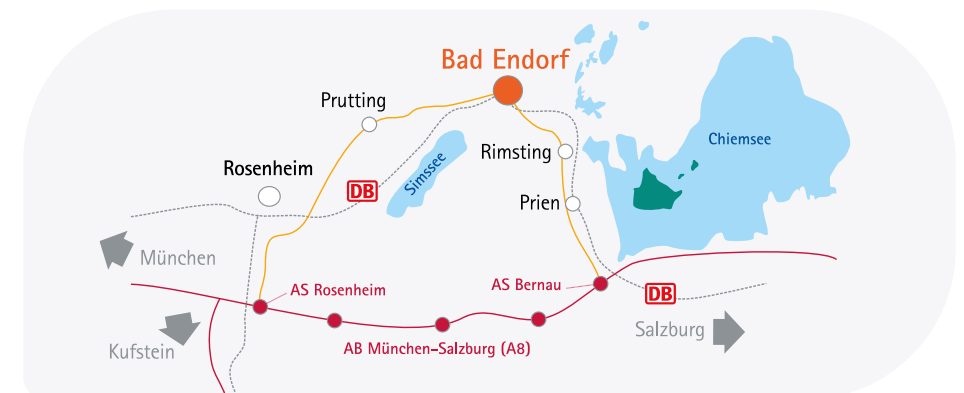 Bad Endorf
Prutting
Chiemsee
Rimsting
Simssee
Rosenheim
DB
Prien
München
AS Bernau
AS Rosenheim
DB
Salzburg
Kufstein
AB München-Salzburg (A8)